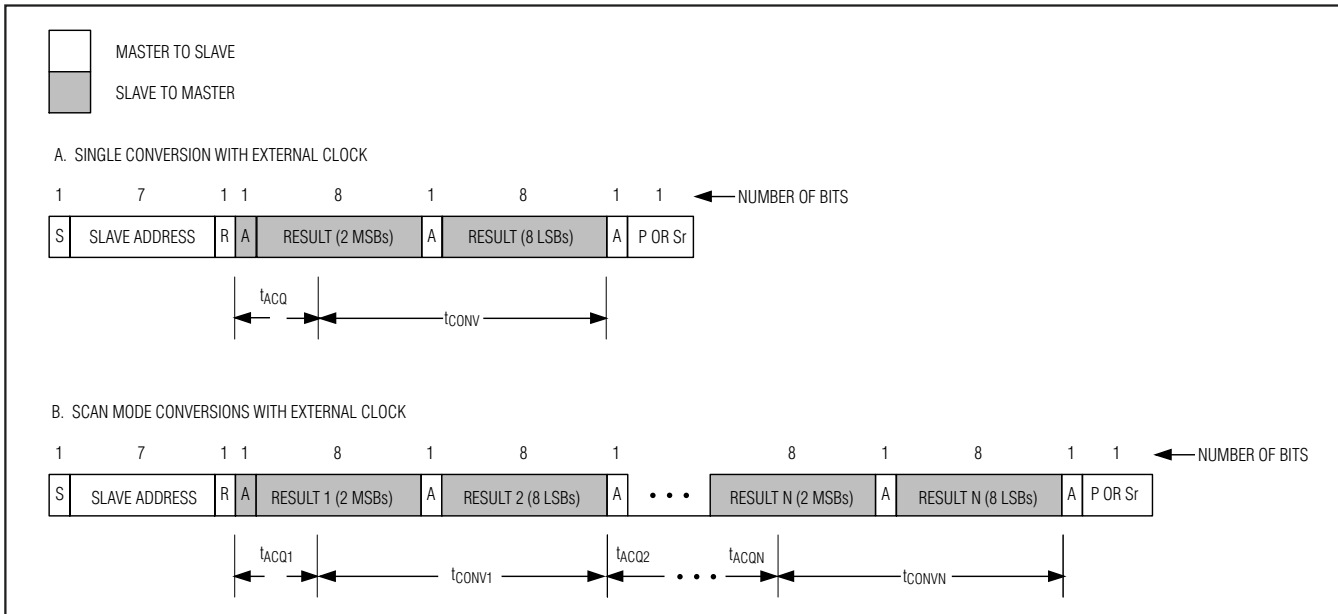 MASTER TO SLAVE
SLAVE TO MASTER
A. SINGLE CONVERSION WITH EXTERNAL CLOCK
1 7 1 1 8 1 8 1 1 NUMBER OF BITS
S SLAVE ADDRESS R A RESULT (2 MSBs) A RESULT (8 LSBs) A P OR Sr
tACQ
tCONV
B. SCAN MODE CONVERSIONS WITH EXTERNAL CLOCK
1 7 1 1 8 1 8 1 8 1 8 1 1 NUMBER OF BITS
S SLAVE ADDRESS R A RESULT 1 (2 MSBs) A RESULT 2 (8 LSBs) A • • • RESULT N (2 MSBs) A RESULT N (8 LSBs) A P OR Sr
tACQ1 tACQ2 tACQN
tCONV1 • • • tCONVN